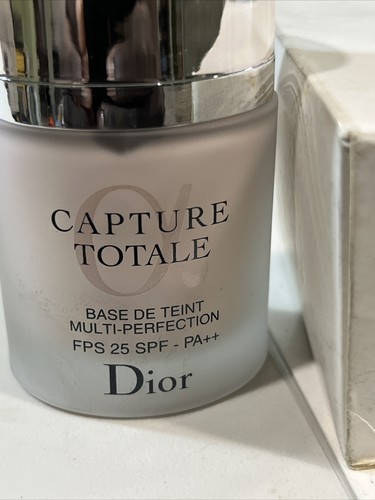 CAPTURE
TOTALE
BASE DE TEINT
MULTI-PERFECTION
FPS 25 SPF - PA++
Dior